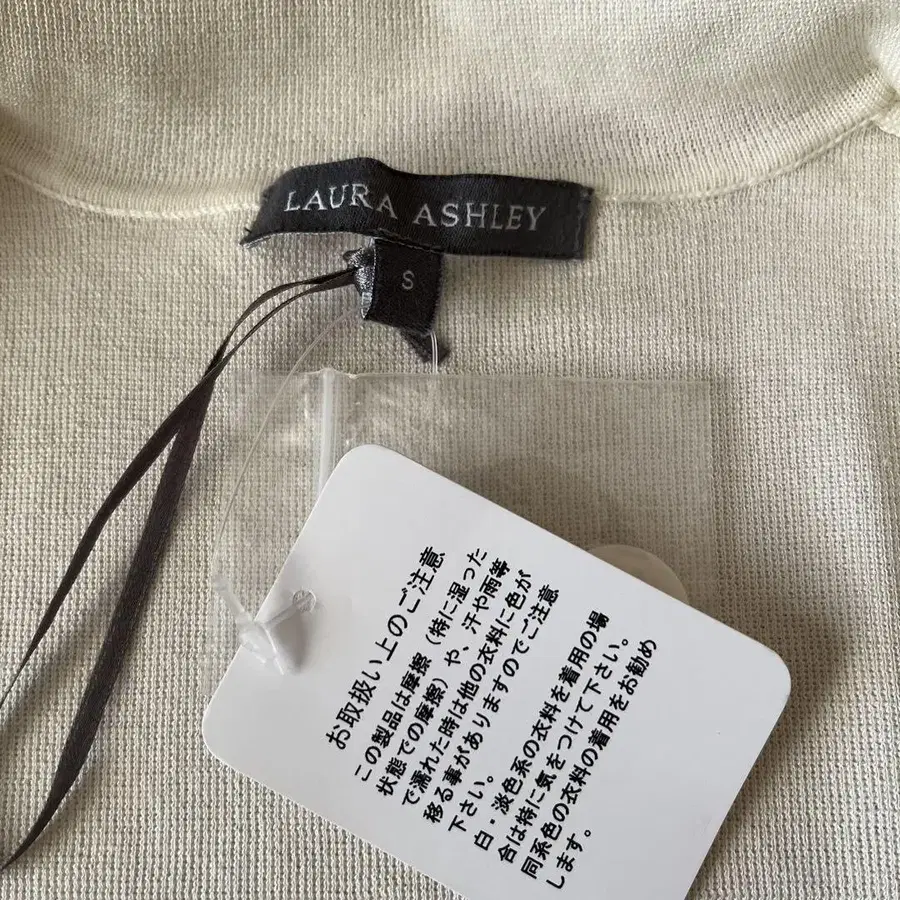 LAURA ASHLEY
S
お取扱い上のご注意
この製品は摩擦（特に湿った
状態での摩擦）や、汗や雨帯
で濡れた時は他の衣料に色が
移る事がありますのでご注意
下さい。
白・淡色系の衣料を着用の場
合は特に気をつけて下さい。
同系色の衣料の着用をお勧め
します。